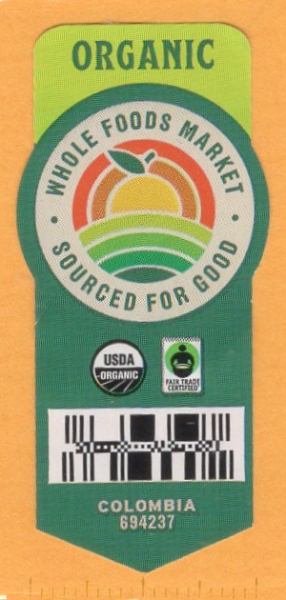 ORGANIC
WHOLE FOODS MARKET
SOURCED FOR GOOD
USDA
ORGANIC
FAIR TRADE
CERTIFIED
COLOMBIA
694237